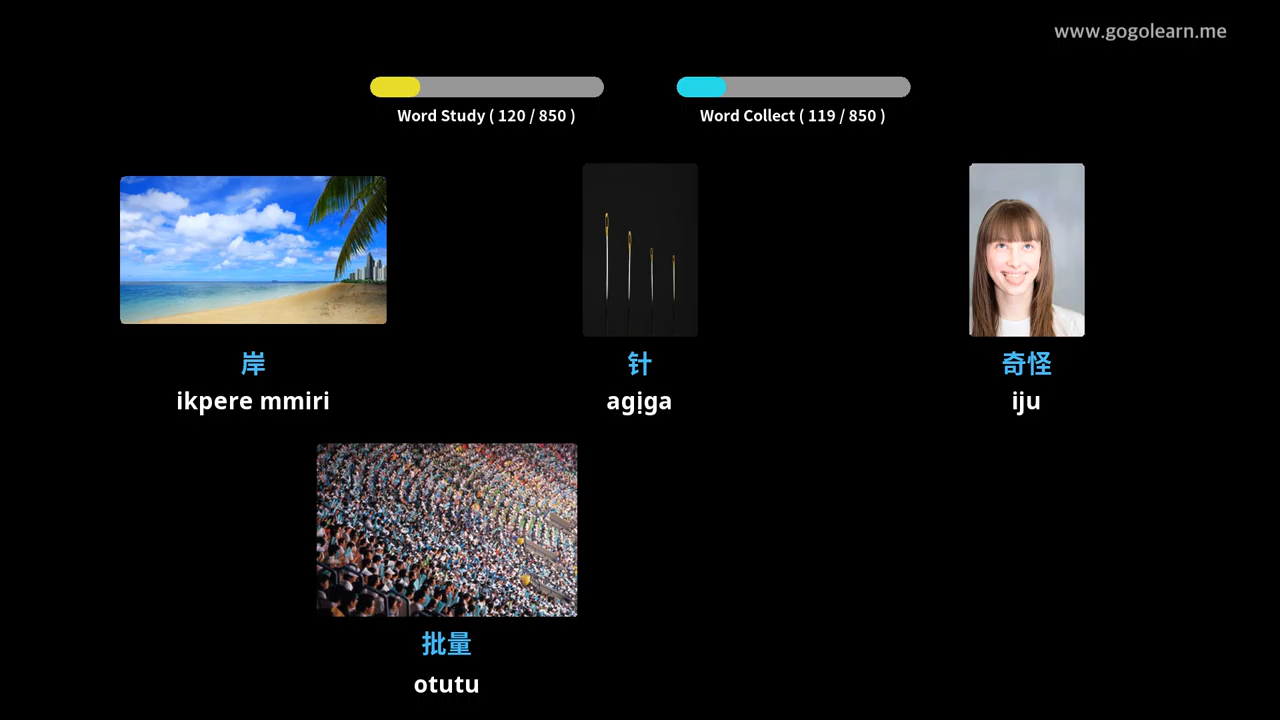 www.gogolearn.me
Word Study ( 120 / 850 )
Word Collect ( 119 / 850 )
岸
ikpere mmiri
针
agịga
奇怪
iju
批量
otutu